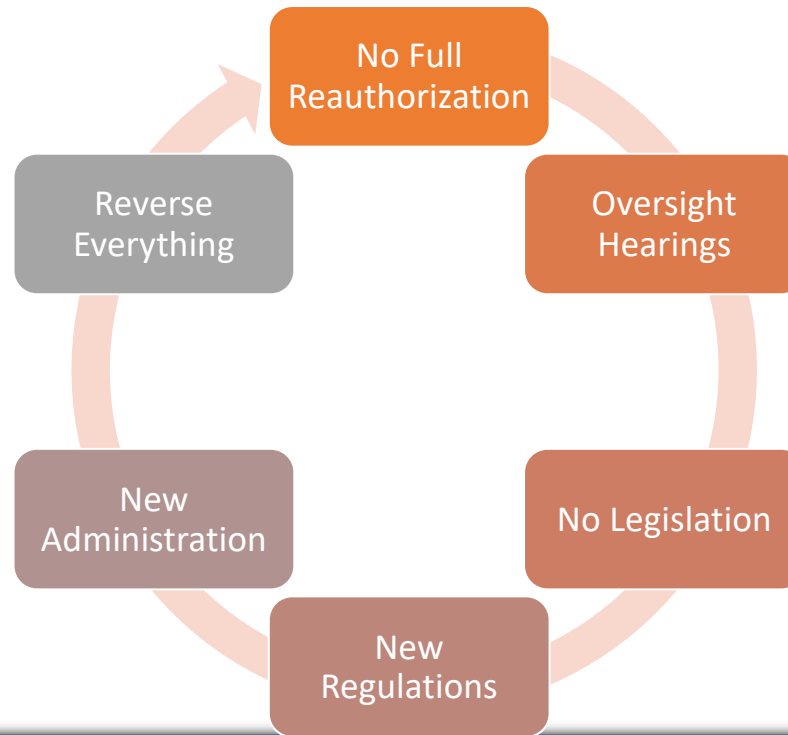 No Full
Reauthorization
Oversight
Hearings
No Legislation
New
Regulations
New
Administration
Reverse
Everything